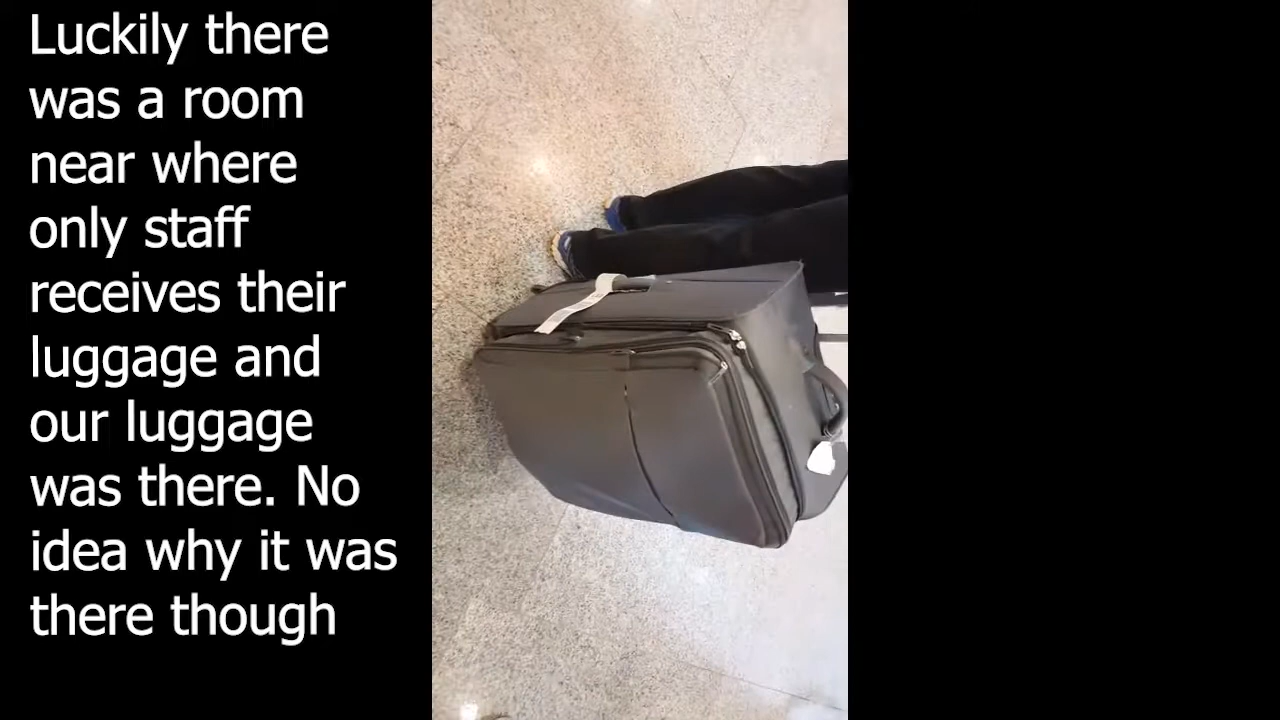 Luckily there
was a room
near where
only staff
receives their
luggage and
our luggage
was there. No
idea why it was
there though